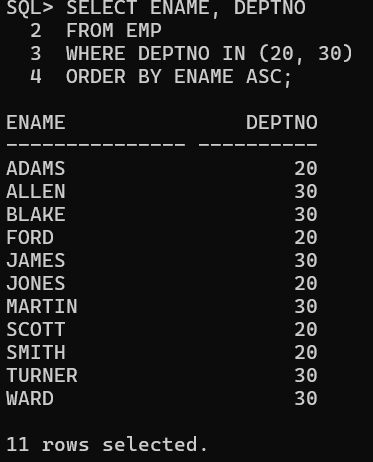 SQL> SELECT ENAME, DEPTNO
  2  FROM EMP
  3  WHERE DEPTNO IN (20, 30)
  4  ORDER BY ENAME ASC;

ENAME               DEPTNO
--------------- ----------
ADAMS                   20
ALLEN                   30
BLAKE                   30
FORD                    20
JAMES                   30
JONES                   20
MARTIN                  30
SCOTT                   20
SMITH                   20
TURNER                  30
WARD                    30

11 rows selected.